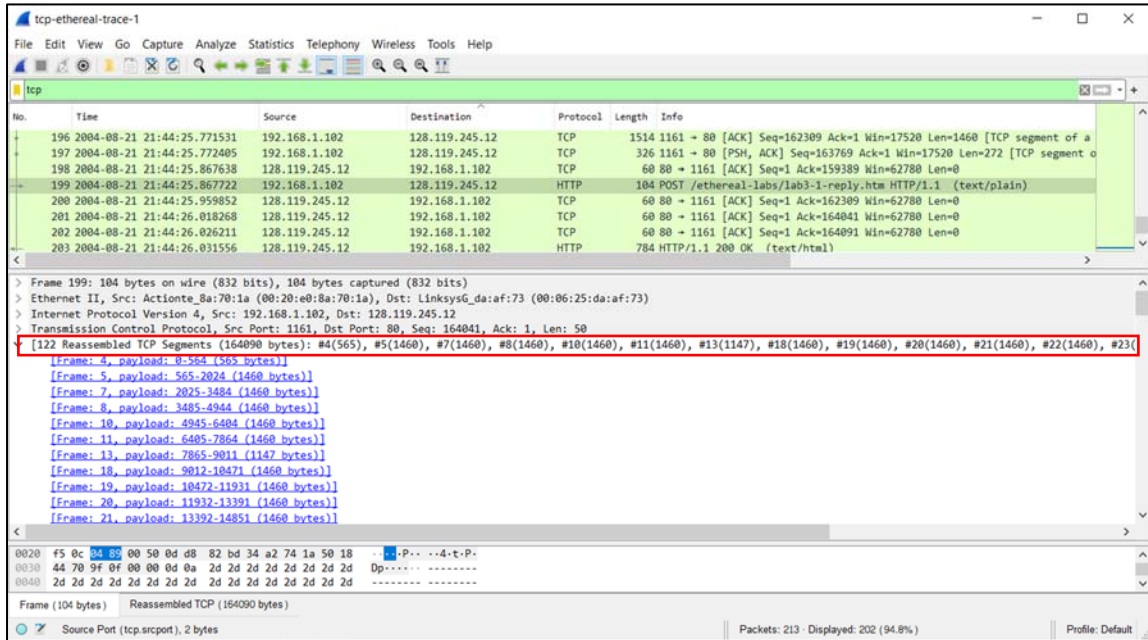 tcp-ethereal-trace-1
File Edit View Go Capture Analyze Statistics Telephony Wireless Tools Help
tcp
No. Time Source Destination Protocol Length Info
196 2004-08-21 21:44:25.771531 192.168.1.102 128.119.245.12 TCP 1514 1161 → 80 [ACK] Seq=162309 Ack=1 Win=17520 Len=1460 [TCP segment of a
197 2004-08-21 21:44:25.772405 192.168.1.102 128.119.245.12 TCP 326 1161 → 80 [PSH, ACK] Seq=163769 Ack=1 Win=17520 Len=272 [TCP segment o
198 2004-08-21 21:44:25.867638 128.119.245.12 192.168.1.102 TCP 60 80 → 1161 [ACK] Seq=1 Ack=159389 Win=62780 Len=0
199 2004-08-21 21:44:25.867722 192.168.1.102 128.119.245.12 HTTP 104 POST /ethereal-labs/lab3-1-reply.htm HTTP/1.1 (text/plain)
200 2004-08-21 21:44:25.959852 128.119.245.12 192.168.1.102 TCP 60 80 → 1161 [ACK] Seq=1 Ack=162309 Win=62780 Len=0
201 2004-08-21 21:44:26.018268 128.119.245.12 192.168.1.102 TCP 60 80 → 1161 [ACK] Seq=1 Ack=164041 Win=62780 Len=0
202 2004-08-21 21:44:26.026211 128.119.245.12 192.168.1.102 TCP 60 80 → 1161 [ACK] Seq=1 Ack=164091 Win=62780 Len=0
203 2004-08-21 21:44:26.031556 128.119.245.12 192.168.1.102 HTTP 784 HTTP/1.1 200 OK (text/html)
Frame 199: 104 bytes on wire (832 bits), 104 bytes captured (832 bits)
Ethernet II, Src: Actionte_8a:70:1a (00:20:e0:8a:70:1a), Dst: LinksysG_da:af:73 (00:06:25:da:af:73)
Internet Protocol Version 4, Src: 192.168.1.102, Dst: 128.119.245.12
Transmission Control Protocol, Src Port: 1161, Dst Port: 80, Seq: 164041, Ack: 1, Len: 50
[122 Reassembled TCP Segments (164090 bytes): #4(565), #5(1460), #7(1460), #8(1460), #10(1460), #11(1460), #13(1147), #18(1460), #19(1460), #20(1460), #21(1460), #22(1460), #23(
[Frame: 4, payload: 0-564 (565 bytes)]
[Frame: 5, payload: 565-2024 (1460 bytes)]
[Frame: 7, payload: 2025-3484 (1460 bytes)]
[Frame: 8, payload: 3485-4944 (1460 bytes)]
[Frame: 10, payload: 4945-6404 (1460 bytes)]
[Frame: 11, payload: 6405-7864 (1460 bytes)]
[Frame: 13, payload: 7865-9011 (1147 bytes)]
[Frame: 18, payload: 9012-10471 (1460 bytes)]
[Frame: 19, payload: 10472-11931 (1460 bytes)]
[Frame: 20, payload: 11932-13391 (1460 bytes)]
[Frame: 21, payload: 13392-14851 (1460 bytes)]
0020 f5 0c 04 89 00 50 0d d8 82 bd 34 a2 74 1a 50 18 ·····P·· ··4·t·P·
0030 44 70 9f 0f 00 00 0d 0a 2d 2d 2d 2d 2d 2d 2d 2d Dp······ --------
0040 2d 2d 2d 2d 2d 2d 2d 2d 2d 2d 2d 2d 2d 2d 2d 2d -------- --------
Frame (104 bytes) Reassembled TCP (164090 bytes)
Source Port (tcp.srcport), 2 bytes Packets: 213 · Displayed: 202 (94.8%) Profile: Default